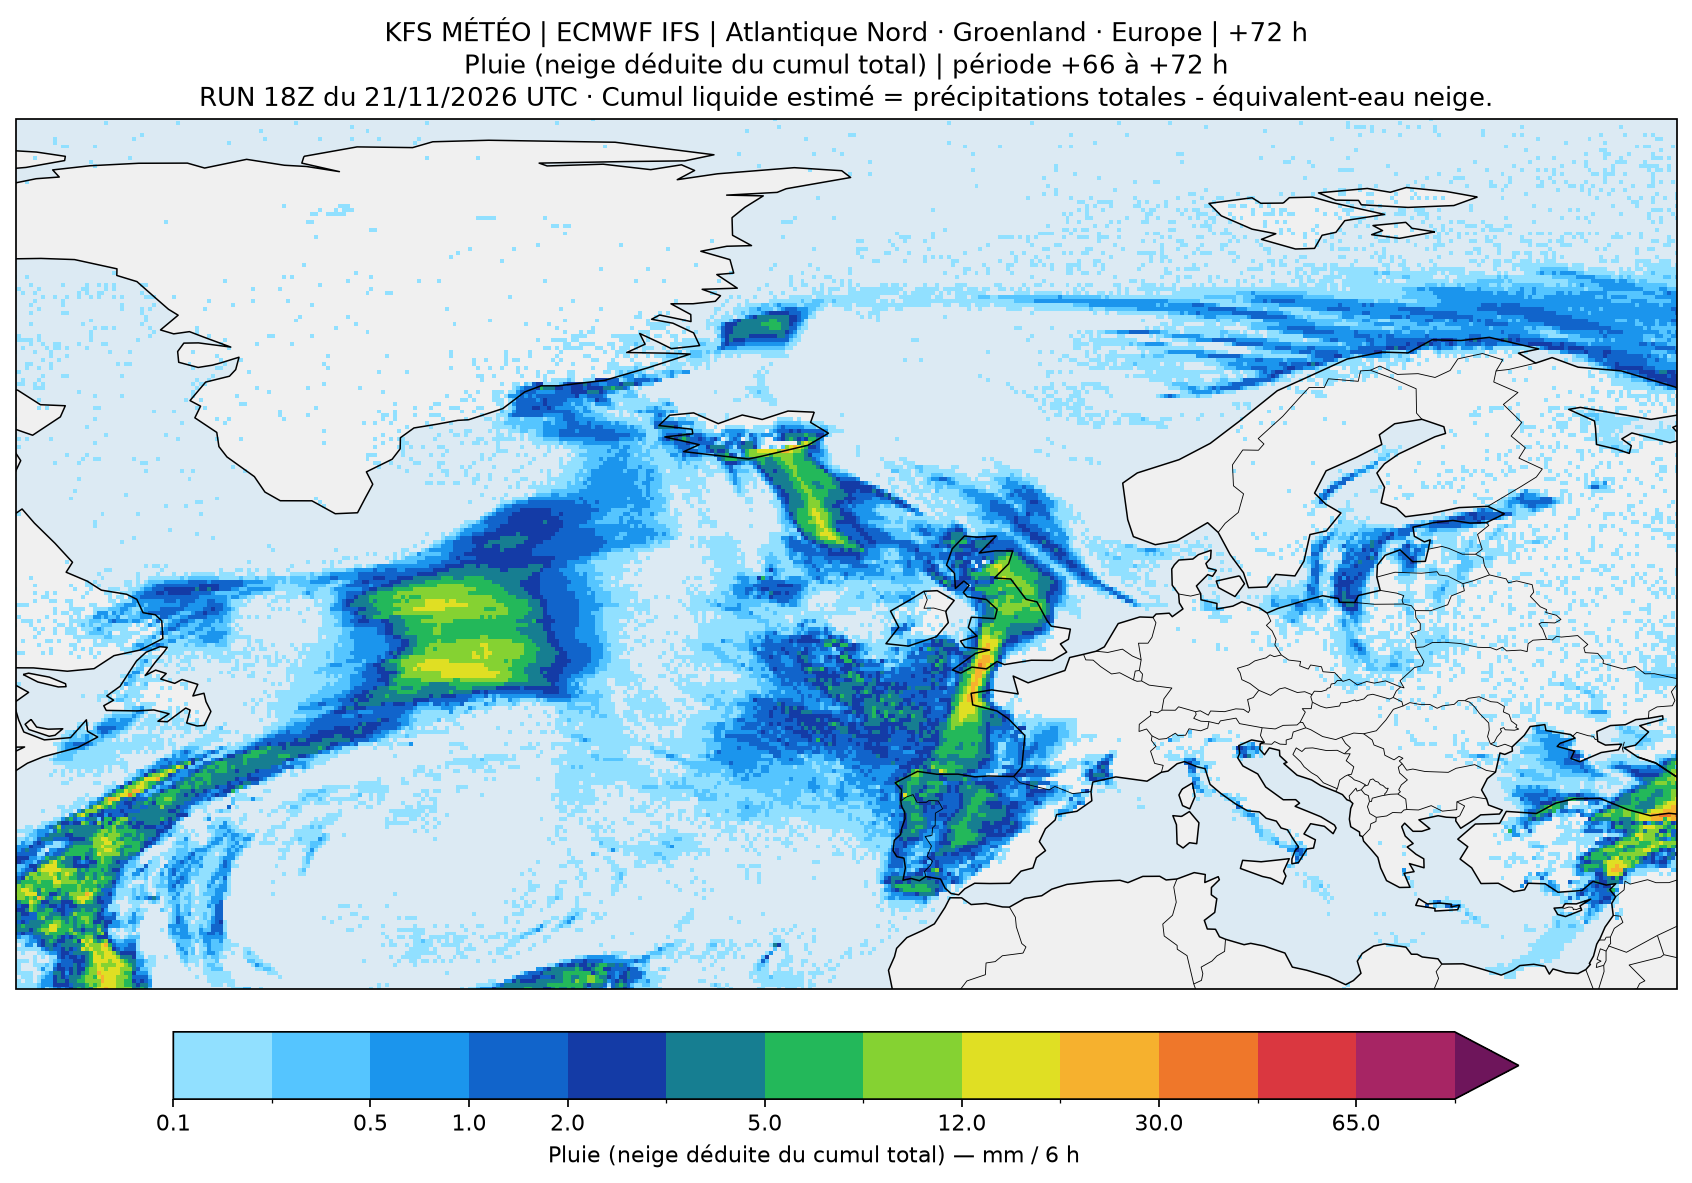 KFS MÉTÉO | ECMWF IFS | Atlantique Nord · Groenland · Europe | +72 h
Pluie (neige déduite du cumul total) | période +66 à +72 h
RUN 18Z du 21/11/2026 UTC · Cumul liquide estimé = précipitations totales - équivalent-eau neige.
0.1 0.5 1.0 2.0 5.0 12.0 30.0 65.0
Pluie (neige déduite du cumul total) — mm / 6 h